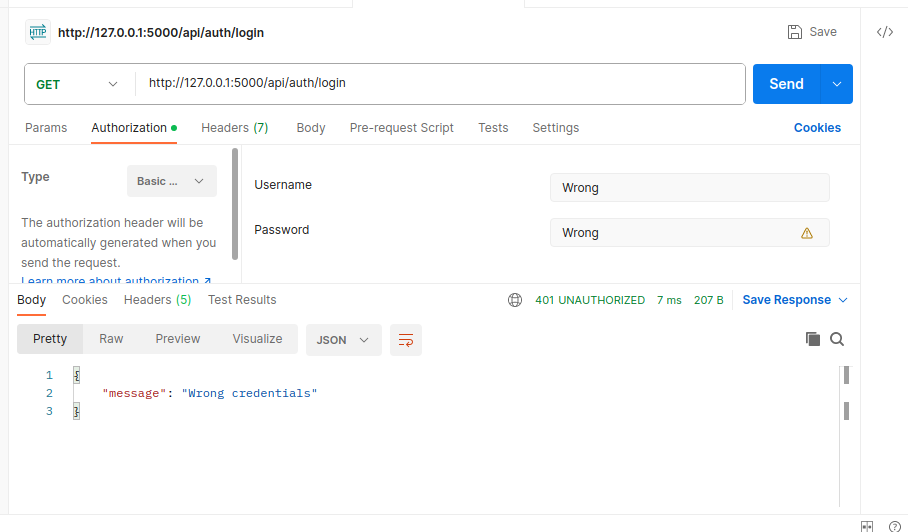 HTTP http://127.0.0.1:5000/api/auth/login Save </>
GET http://127.0.0.1:5000/api/auth/login Send
Params Authorization Headers (7) Body Pre-request Script Tests Settings Cookies
Type Basic ...
The authorization header will be
automatically generated when you
send the request.
Learn more about authorization ↗
Username Wrong
Password Wrong
Body Cookies Headers (5) Test Results 401 UNAUTHORIZED 7 ms 207 B Save Response
Pretty Raw Preview Visualize JSON
1 {
2 "message": "Wrong credentials"
3 }